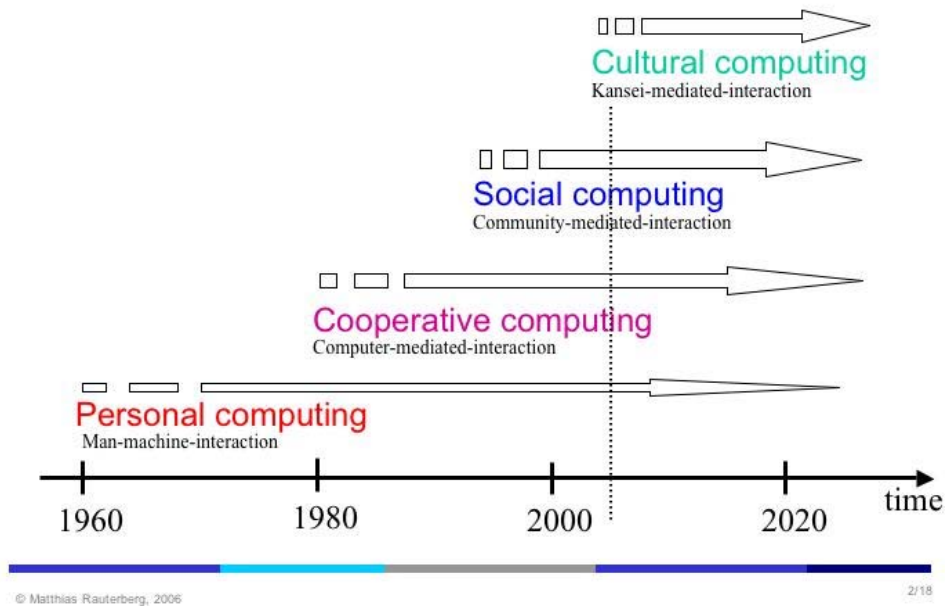 Cultural computing
Kansei-mediated-interaction
Social computing
Community-mediated-interaction
Cooperative computing
Computer-mediated-interaction
Personal computing
Man-machine-interaction
time
1960
1980
2000
2020
© Matthias Rauterberg, 2006
2/18